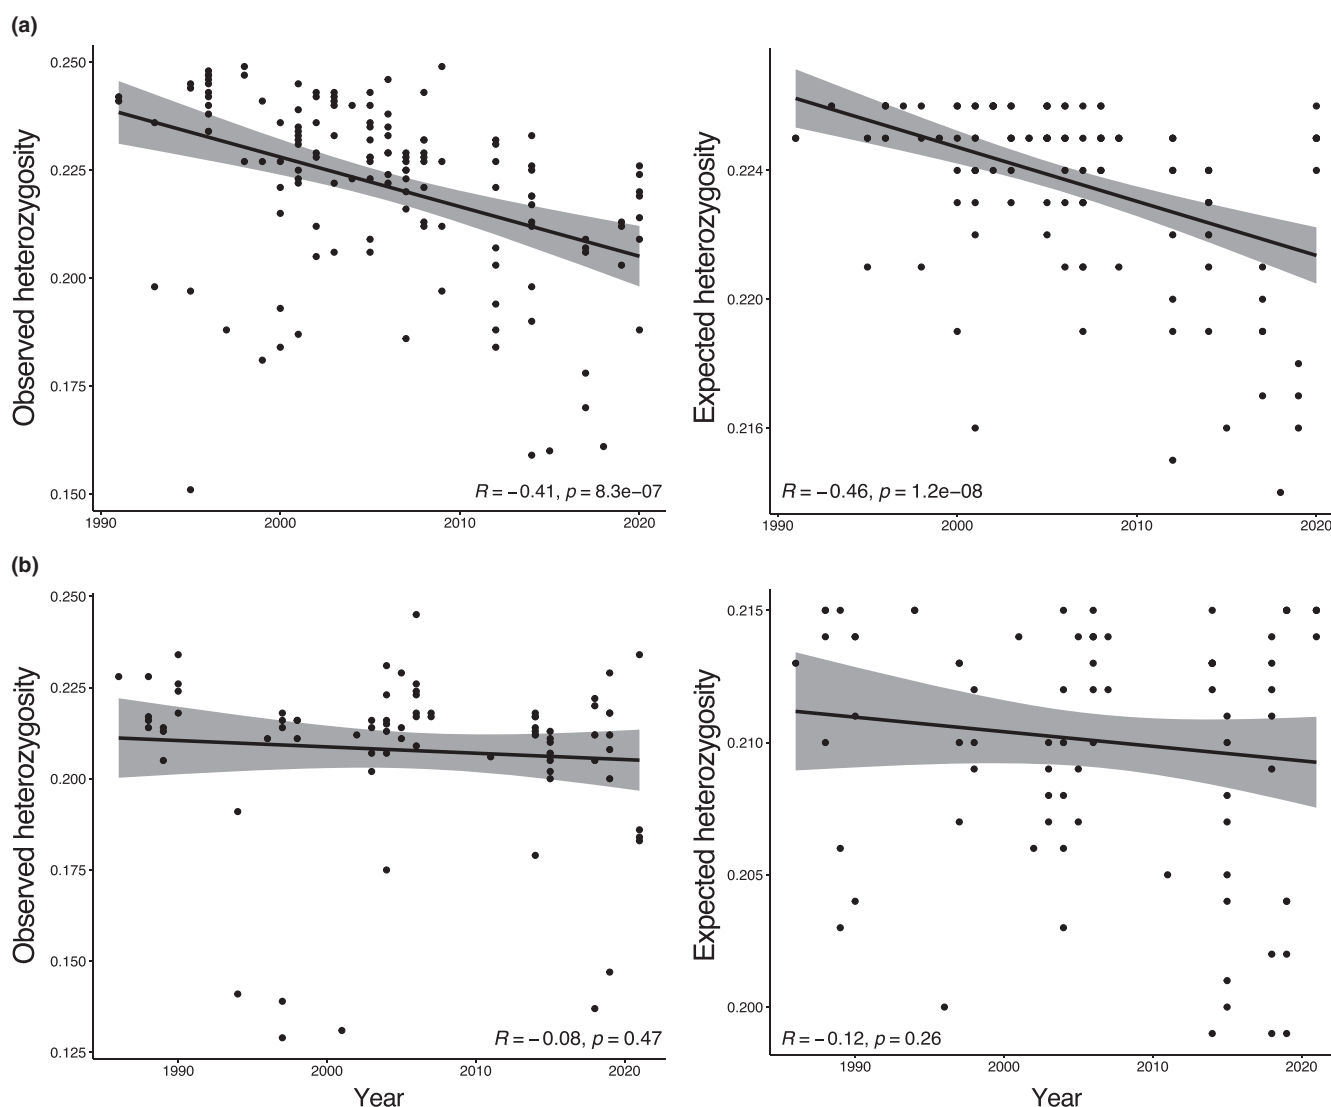 (a)
Observed heterozygosity
0.250
0.225
0.200
0.175
0.150
1990
2000
2010
2020
R = −0.41, p = 8.3e−07
Expected heterozygosity
0.224
0.220
0.216
1990
2000
2010
2020
R = −0.46, p = 1.2e−08
(b)
Observed heterozygosity
0.250
0.225
0.200
0.175
0.150
0.125
1990
2000
2010
2020
R = −0.08, p = 0.47
Year
Expected heterozygosity
0.215
0.210
0.205
0.200
1990
2000
2010
2020
R = −0.12, p = 0.26
Year